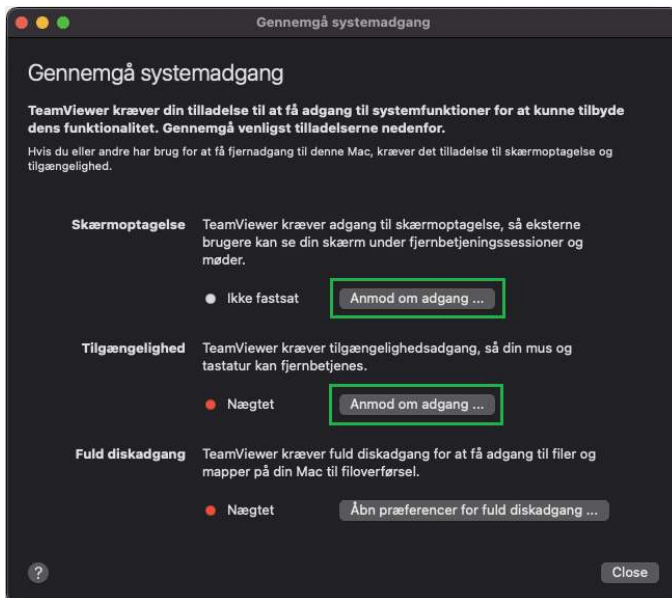 Gennemgå systemadgang
Gennemgå systemadgang
TeamViewer kræver din tilladelse til at få adgang til systemfunktioner for at kunne tilbyde
dens funktionalitet. Gennemgå venligst tilladelserne nedenfor.
Hvis du eller andre har brug for at få fjernadgang til denne Mac, kræver det tilladelse til skærmoptagelse og
tilgængelighed.
Skærmoptagelse TeamViewer kræver adgang til skærmoptagelse, så eksterne
brugere kan se din skærm under fjernbetjeningssessioner og
møder.
Ikke fastsat Anmod om adgang ...
Tilgængelighed TeamViewer kræver tilgængelighedsadgang, så din mus og
tastatur kan fjernbetjenes.
Nægtet Anmod om adgang ...
Fuld diskadgang TeamViewer kræver fuld diskadgang for at få adgang til filer og
mapper på din Mac til filoverførsel.
Nægtet Åbn præferencer for fuld diskadgang ...
? Close